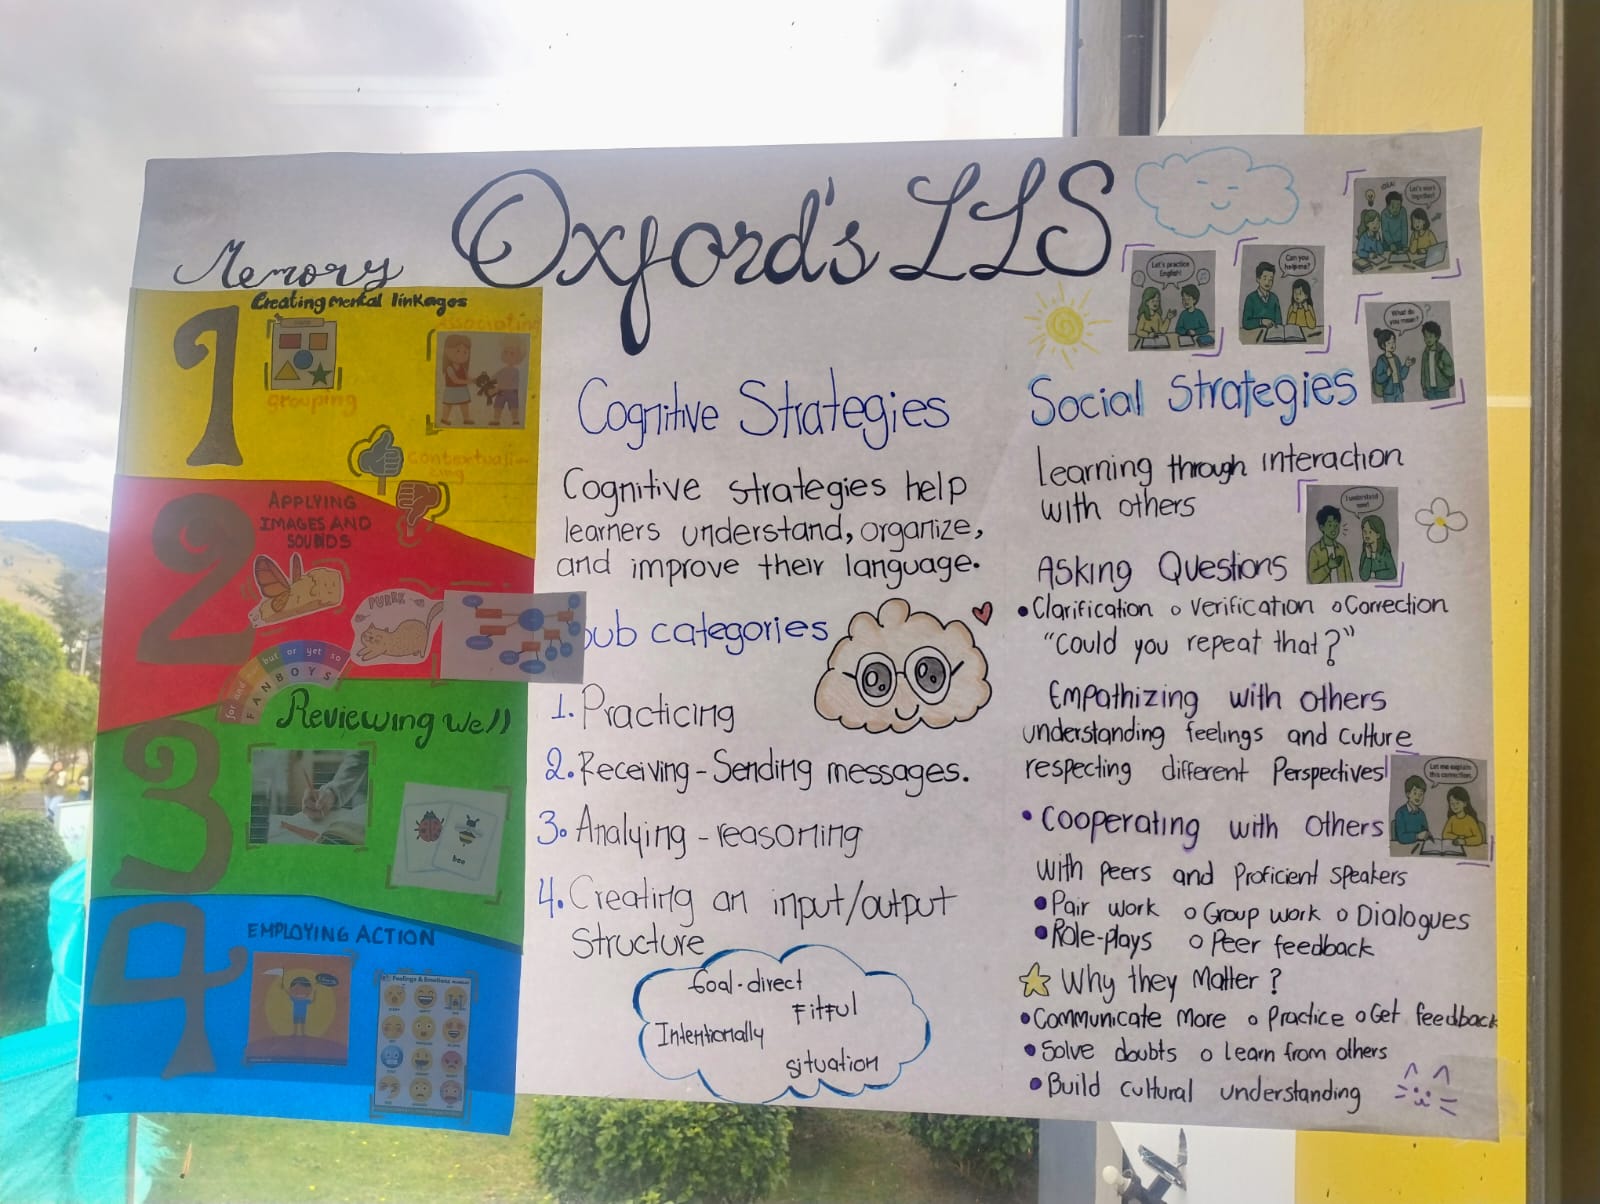 Oxford's LLS
Memory
1
Creating mental linkages
grouping
Associating
contextuali-
zing
2
APPLYING
IMAGES AND
SOUNDS
PURRR
for and but or yet so
FANBOYS
3
Reviewing well
bee
4
EMPLOYING ACTION
Feelings & Emotions
Cognitive Strategies
Cognitive strategies help
learners understand, organize,
and improve their language.
Sub categories
1. Practicing
2. Receiving - Sending messages.
3. Analying - reasoning
4. Creating an input/output
structure
Goal-direct
Fitful
Intentionally
situation
IDEA!
Let's work
together!
Let's practice
English!
Can you
help me?
What do
you mean?
Social Strategies
Learning through interaction
with others
I understand
now!
Asking Questions
• Clarification o verification o Correction
"Could you repeat that?"
Empathizing with others
understanding feelings and culture
respecting different Perspectives
Let me explain
this correction.
• Cooperating with others
with peers and Proficient speakers
• Pair work o Group work o Dialogues
• Role-plays o Peer feedback
Why they Matter?
• Communicate More o Practice o Get feedback
• Solve doubts o learn from others
• Build cultural understanding